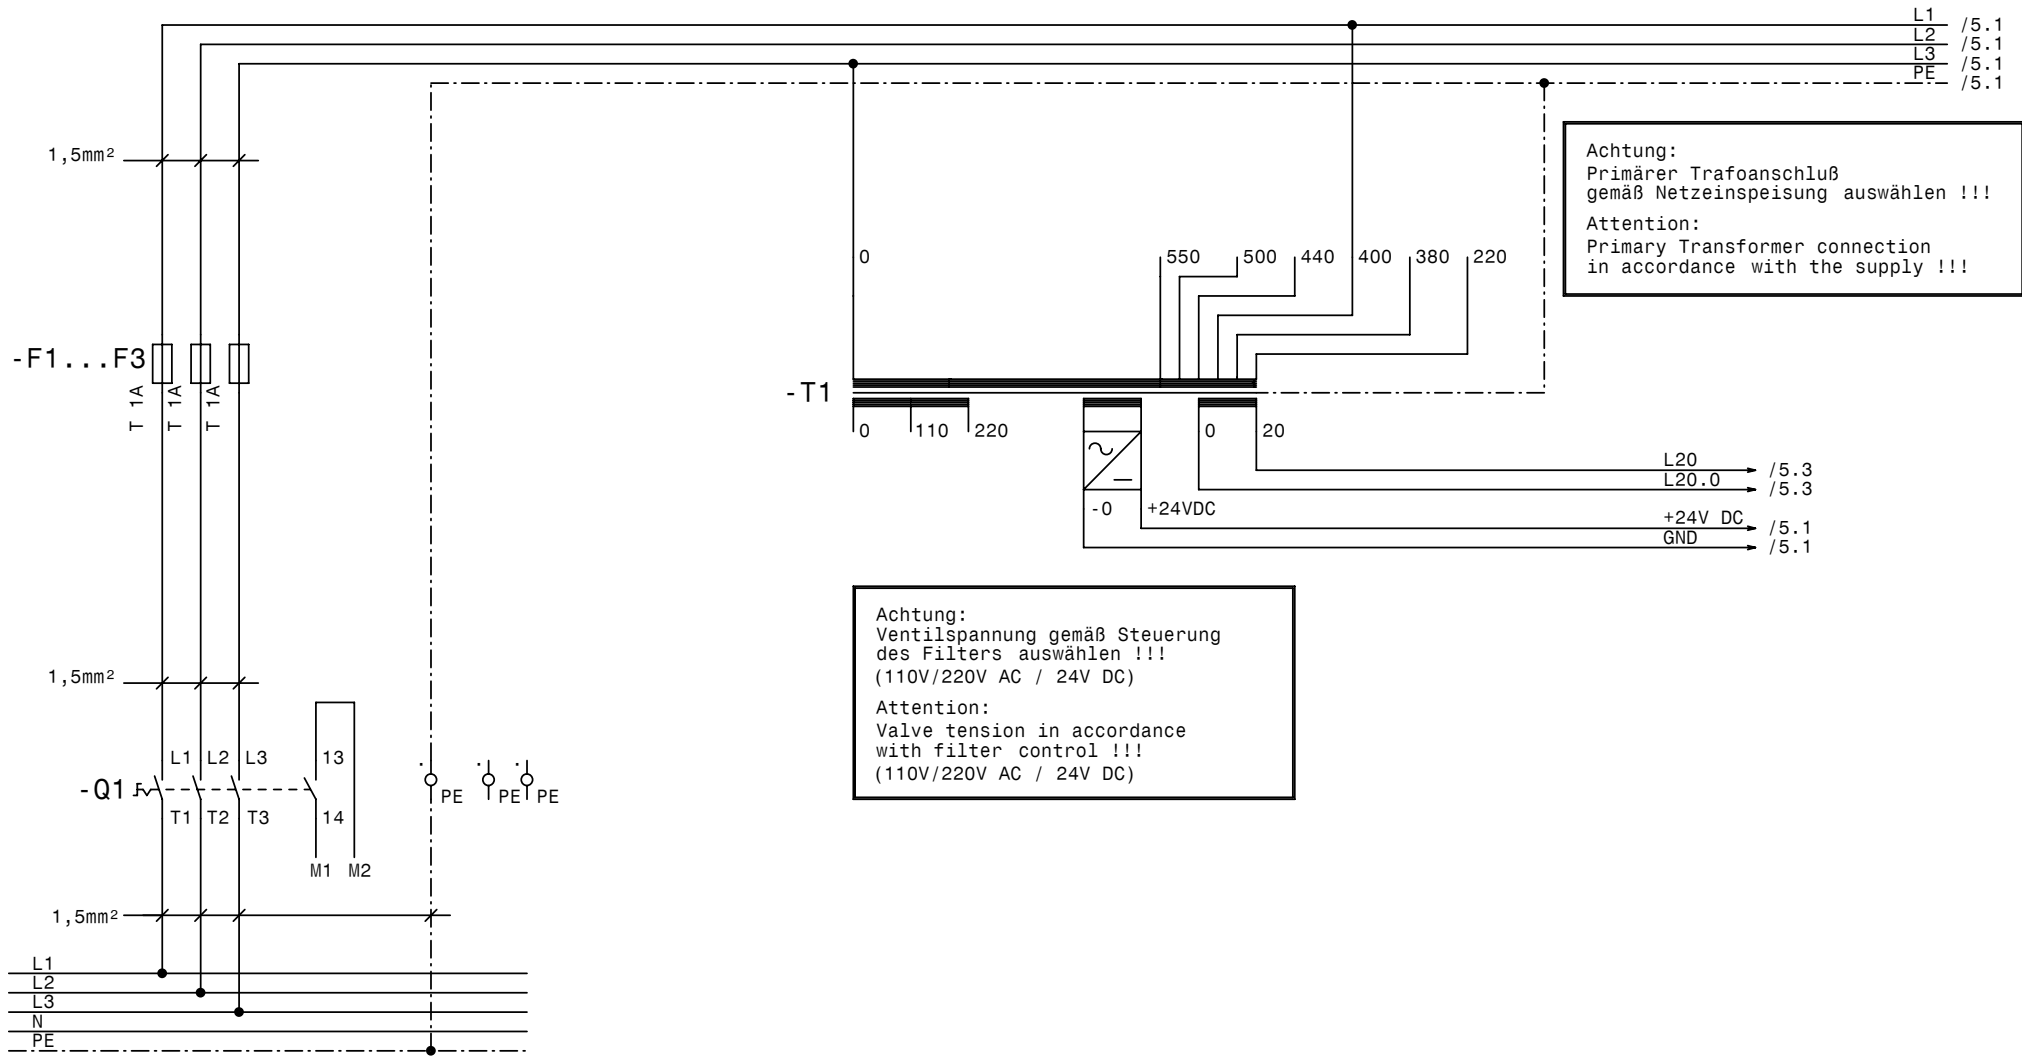 L1 /5.1
L2 /5.1
L3 /5.1
PE /5.1
1,5mm²
Achtung:
Primärer Trafoanschluß
gemäß Netzeinspeisung auswählen !!!
Attention:
Primary Transformer connection
in accordance with the supply !!!
0 550 500 440 400 380 220
-F1...F3
T 1A T 1A T 1A
-T1
0 110 220 0 20
L20 /5.3
L20.0 /5.3
-0 +24VDC
+24V DC /5.1
GND /5.1
Achtung:
Ventilspannung gemäß Steuerung
des Filters auswählen !!!
(110V/220V AC / 24V DC)
Attention:
Valve tension in accordance
with filter control !!!
(110V/220V AC / 24V DC)
1,5mm²
L1 L2 L3 13
-Q1
PE PE PE
T1 T2 T3 14
M1 M2
1,5mm²
L1
L2
L3
N
PE